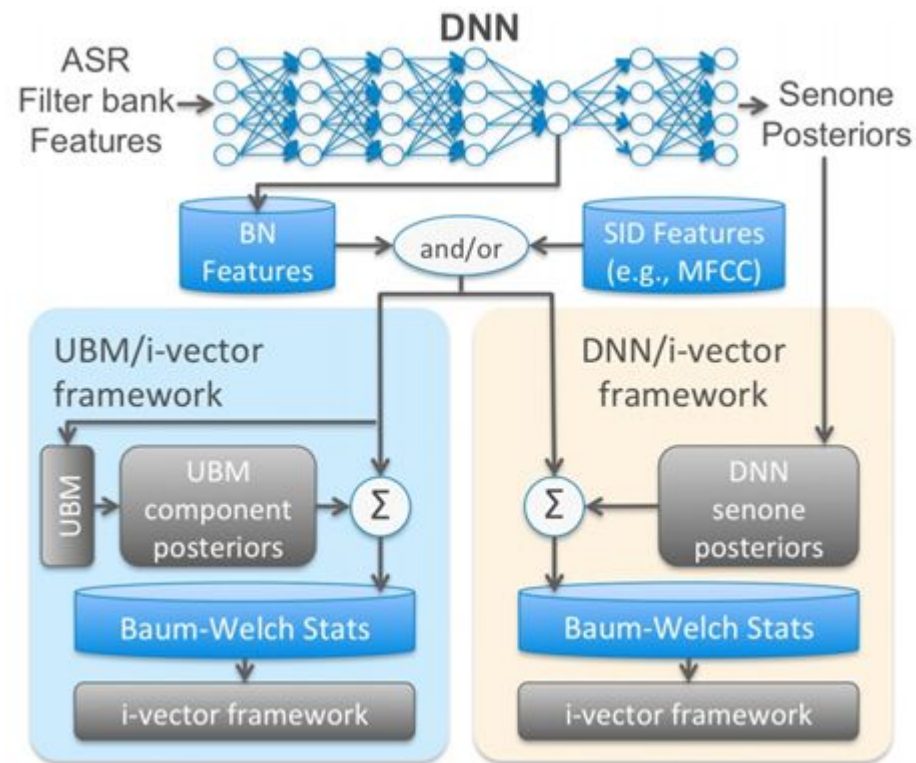 DNN
ASR
Filter bank
Features
Senone
Posteriors
BN
Features
and/or
SID Features
(e.g., MFCC)
UBM/i-vector
framework
DNN/i-vector
framework
UBM
UBM
component
posteriors
Σ
Σ
DNN
senone
posteriors
Baum-Welch Stats
Baum-Welch Stats
i-vector framework
i-vector framework